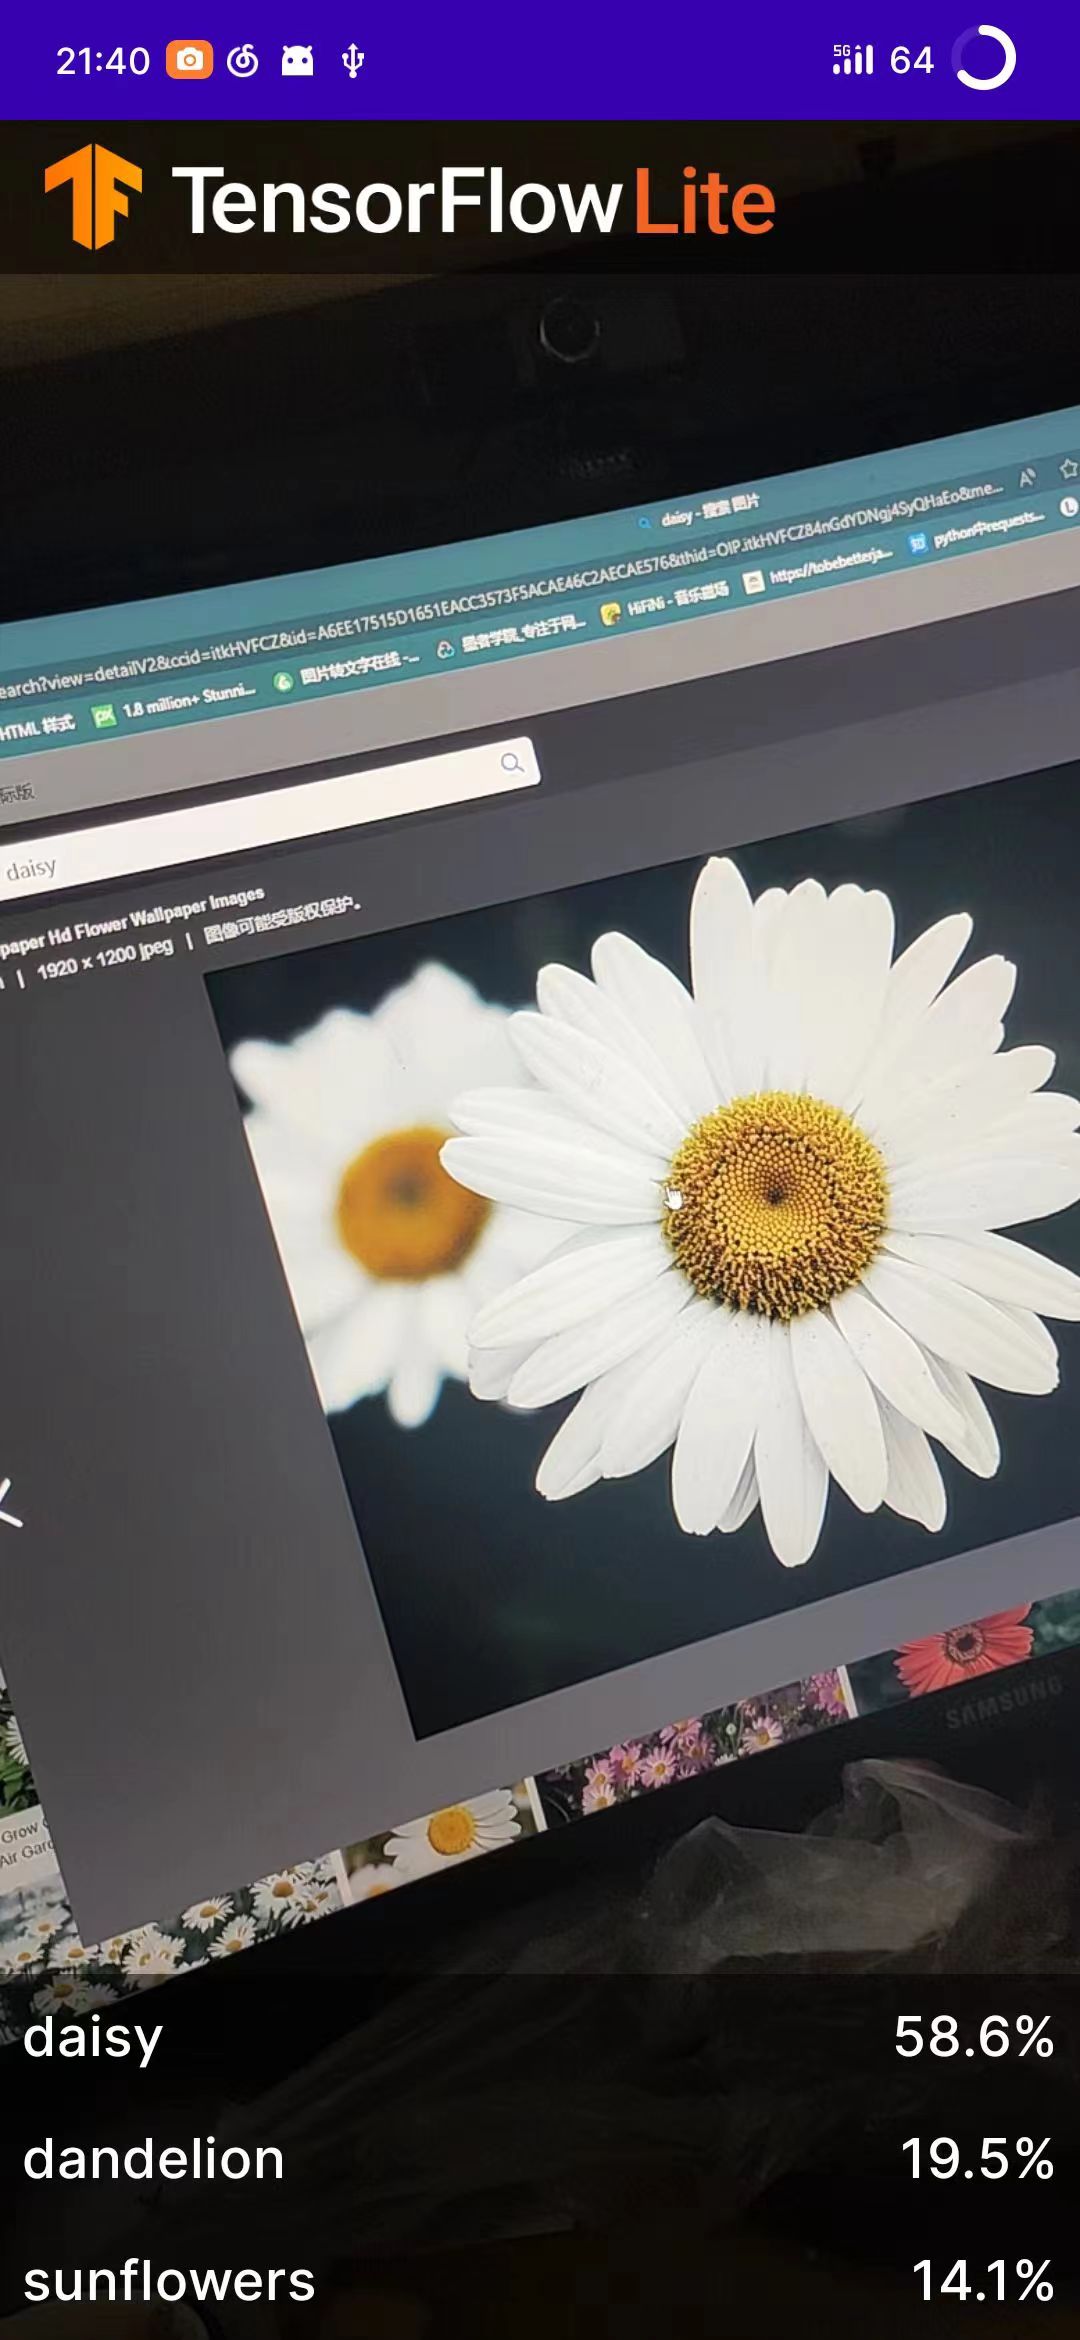 21:40 5G 64
TensorFlow Lite
daisy - 搜索 图片
earch?view=detailV2&ccid=itkHVFCZ&id=A6EE17515D1651EACC3573F5ACAE46C2AECAE576&thid=OIP.itkHVFCZ84nGdYDNgj4SyQHaEo&me...
HTML 样式 px 1.8 million+ Stunni... 图片转文字在线 -... 墨者学院_专注于网... HiFiNi - 音乐磁场 https://tobebetterja... 知 python中requests... L
际版
daisy
paper Hd Flower Wallpaper Images
| 1920 × 1200 jpeg | 图像可能受版权保护。
SAMSUNG
Grow
Air Gard
daisy 58.6%
dandelion 19.5%
sunflowers 14.1%